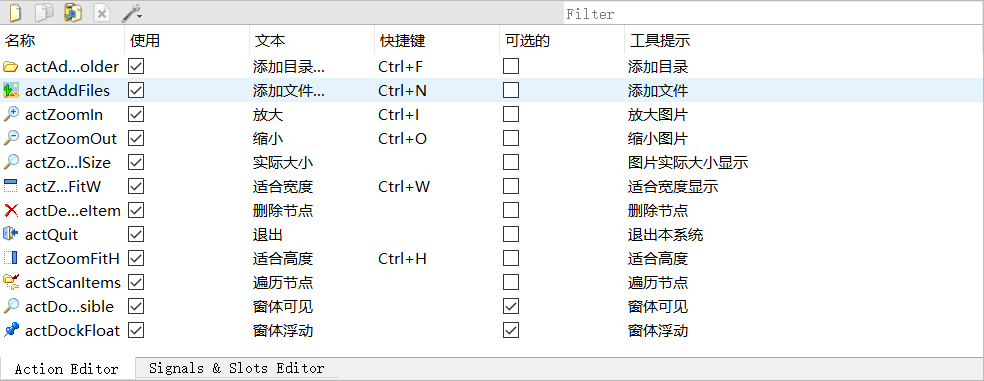 Filter
名称 使用 文本 快捷键 可选的 工具提示
actAd...older 添加目录... Ctrl+F 添加目录
actAddFiles 添加文件... Ctrl+N 添加文件
actZoomIn 放大 Ctrl+I 放大图片
actZoomOut 缩小 Ctrl+O 缩小图片
actZo...lSize 实际大小 图片实际大小显示
actZ...FitW 适合宽度 Ctrl+W 适合宽度显示
actDe...eItem 删除节点 删除节点
actQuit 退出 退出本系统
actZoomFitH 适合高度 Ctrl+H 适合高度
actScanItems 遍历节点 遍历节点
actDo...sible 窗体可见 窗体可见
actDockFloat 窗体浮动 窗体浮动
Action Editor Signals & Slots Editor